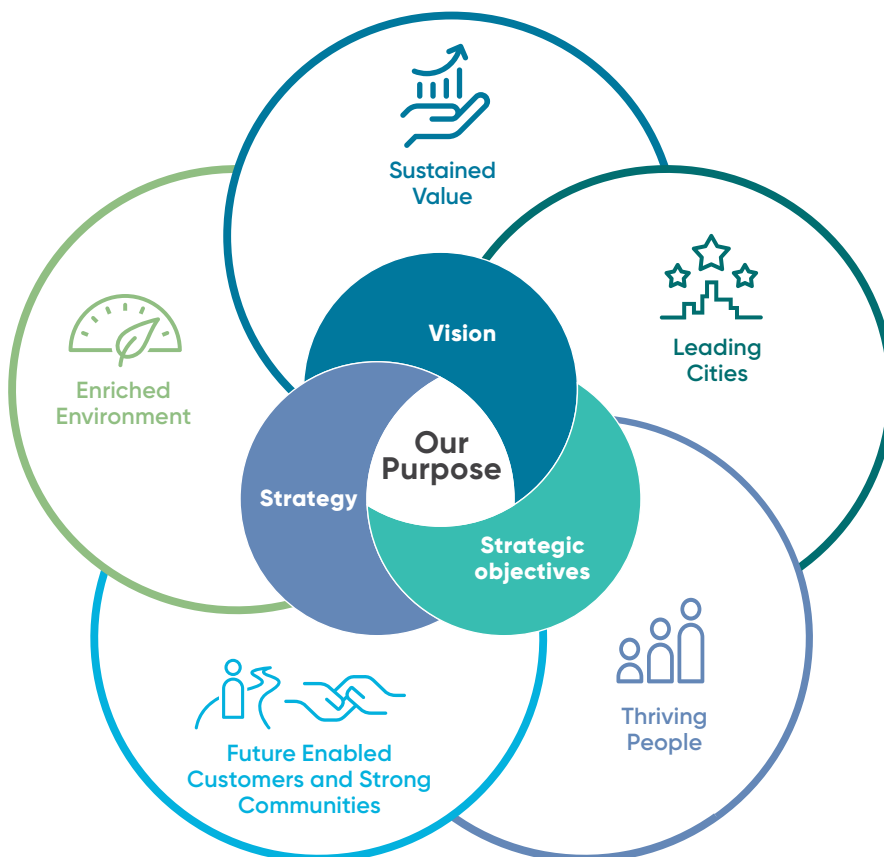 Sustained
Value
Leading
Cities
Enriched
Environment
Vision
Our
Purpose
Strategy
Strategic
objectives
Thriving
People
Future Enabled
Customers and Strong
Communities